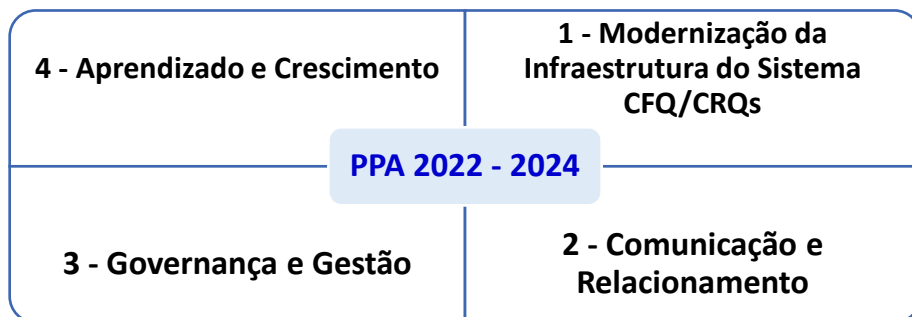 4 - Aprendizado e Crescimento
1 - Modernização da
Infraestrutura do Sistema
CFQ/CRQs
PPA 2022 - 2024
3 - Governança e Gestão
2 - Comunicação e
Relacionamento